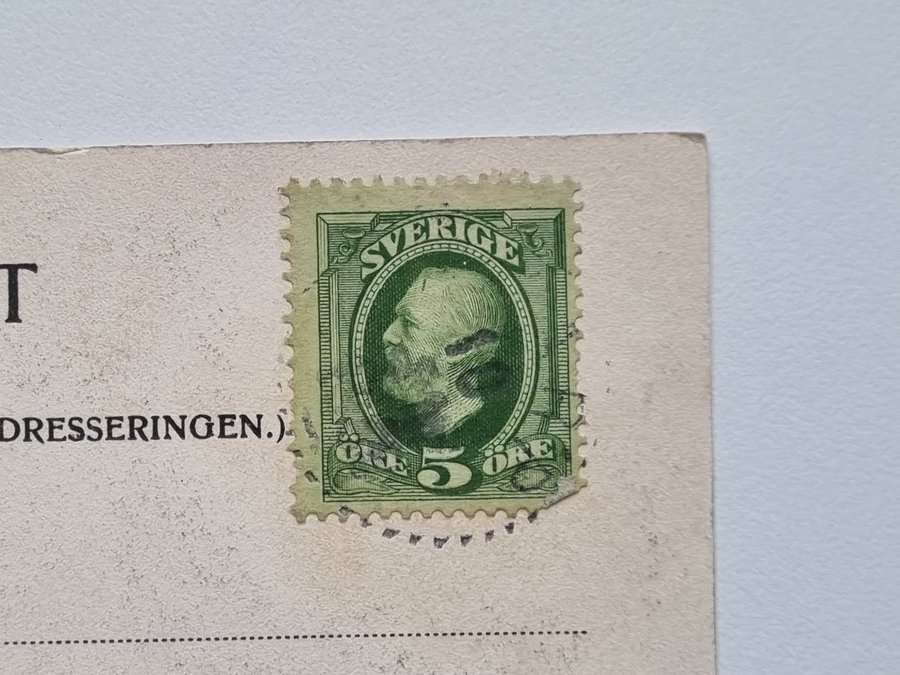 SVERIGE
T
DRESSERINGEN.)
ÖRE 5 ÖRE